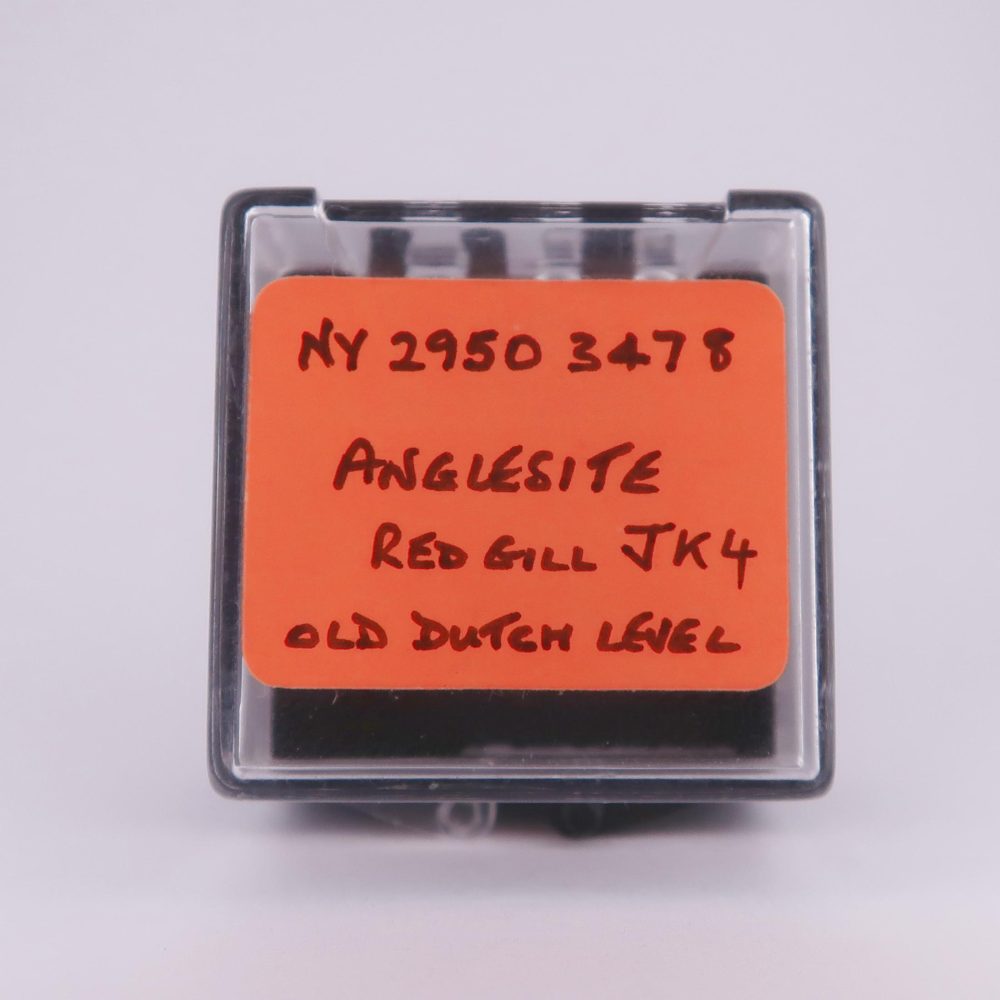 NY 2950 3478
ANGLESITE
RED GILL JK4
OLD DUTCH LEVEL